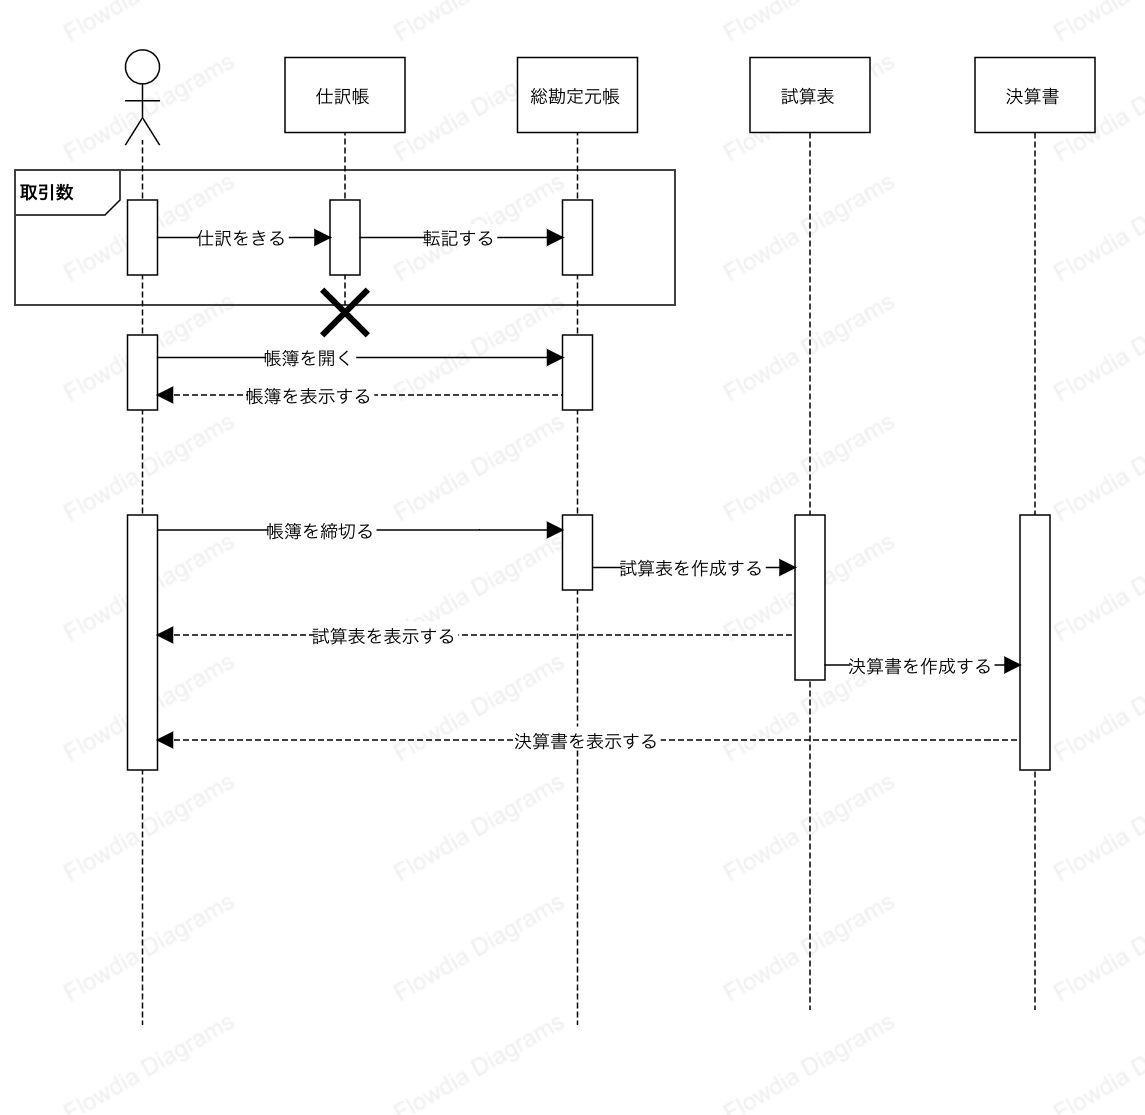 仕訳帳
総勘定元帳
試算表
決算書
取引数
仕訳をきる
転記する
帳簿を開く
帳簿を表示する
帳簿を締切る
試算表を作成する
試算表を表示する
決算書を作成する
決算書を表示する
Flowdia Diagrams